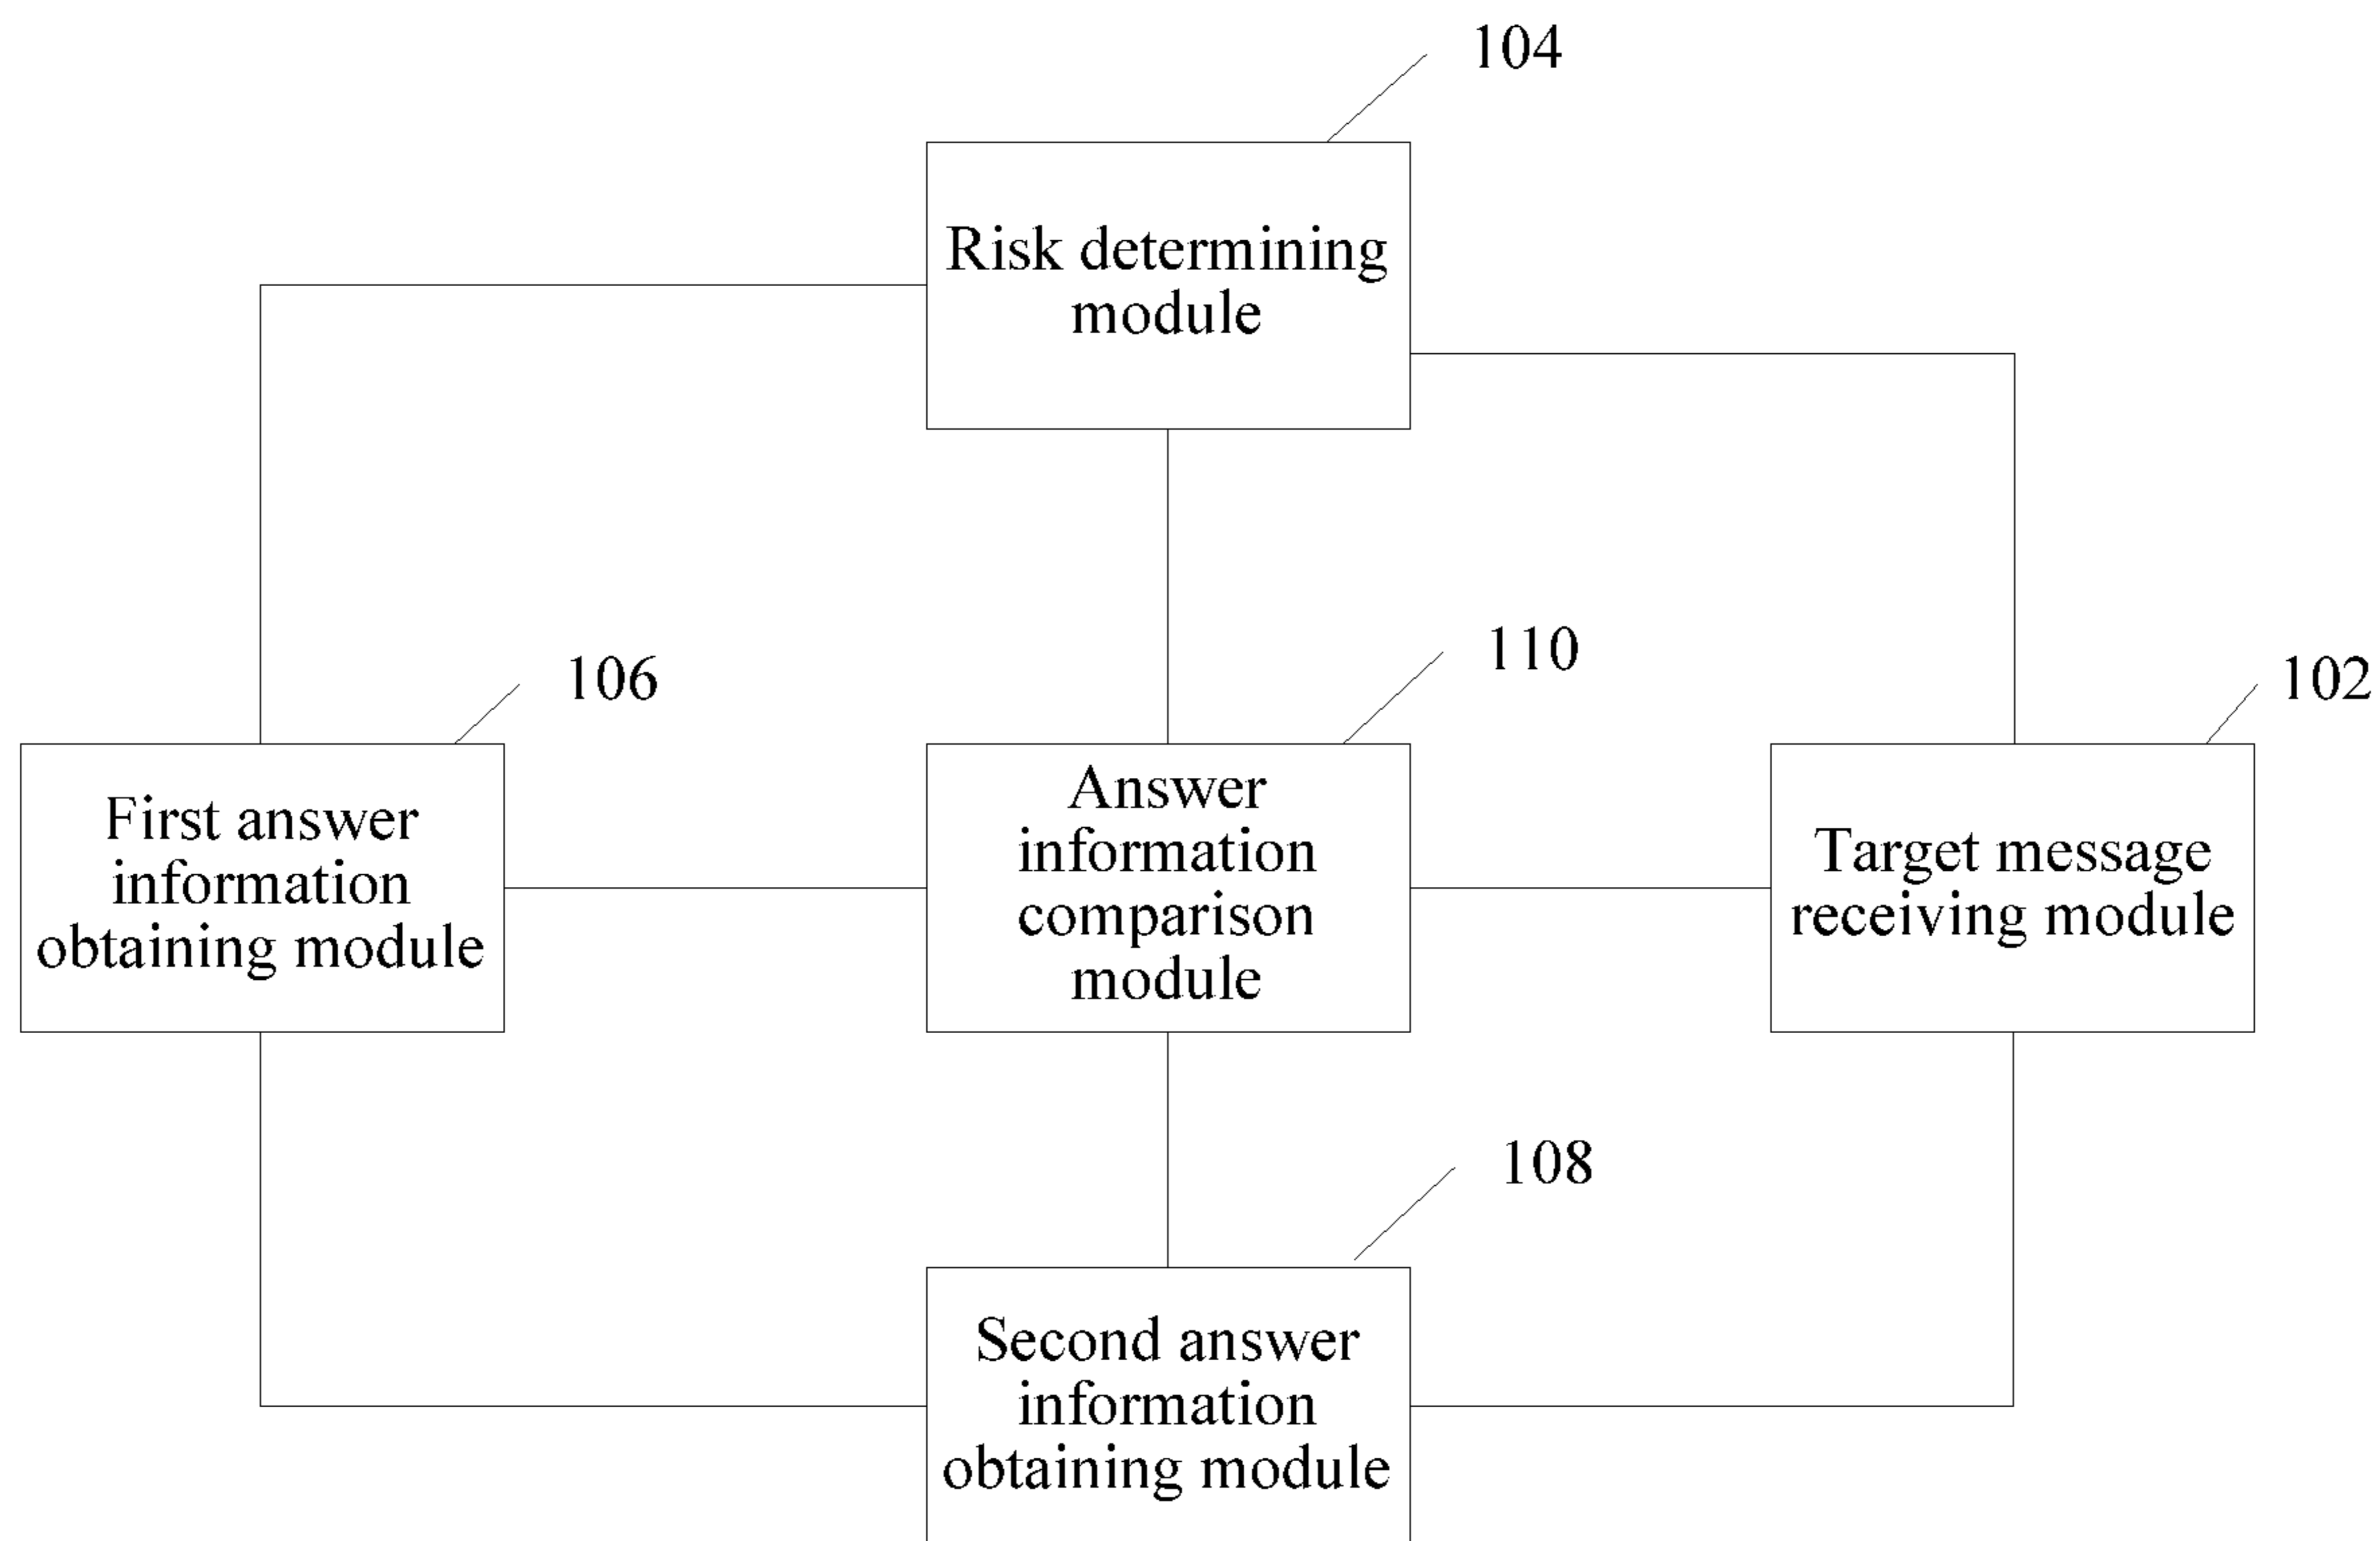 104
Risk determining
module
106
110
102
First answer
information
obtaining module
Answer
information
comparison
module
Target message
receiving module
108
Second answer
information
obtaining module